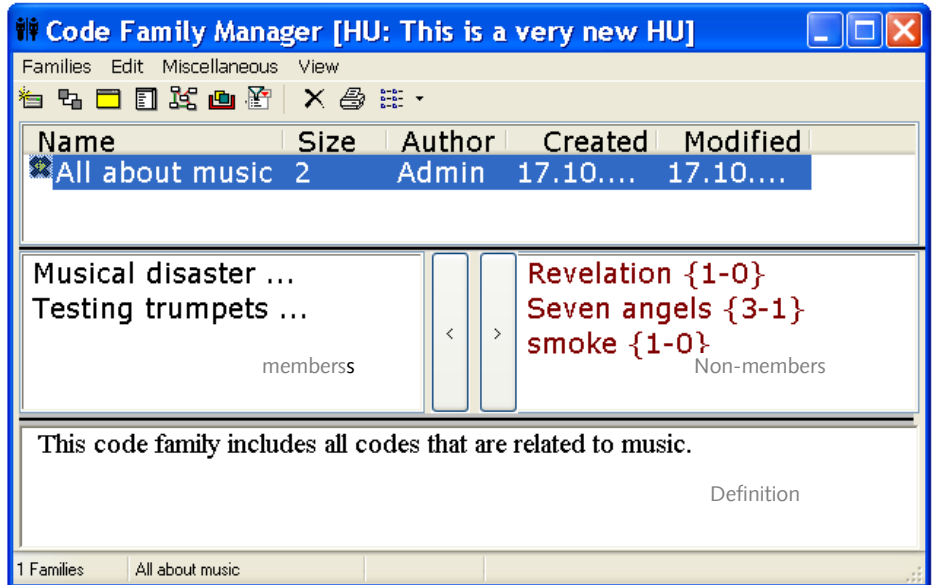 Code Family Manager [HU: This is a very new HU]
Families Edit Miscellaneous View
Name Size Author Created Modified
All about music 2 Admin 17.10.... 17.10....
Musical disaster ...
Testing trumpets ...
memberss
< >
Revelation {1-0}
Seven angels {3-1}
smoke {1-0}
Non-members
This code family includes all codes that are related to music.
Definition
1 Families All about music